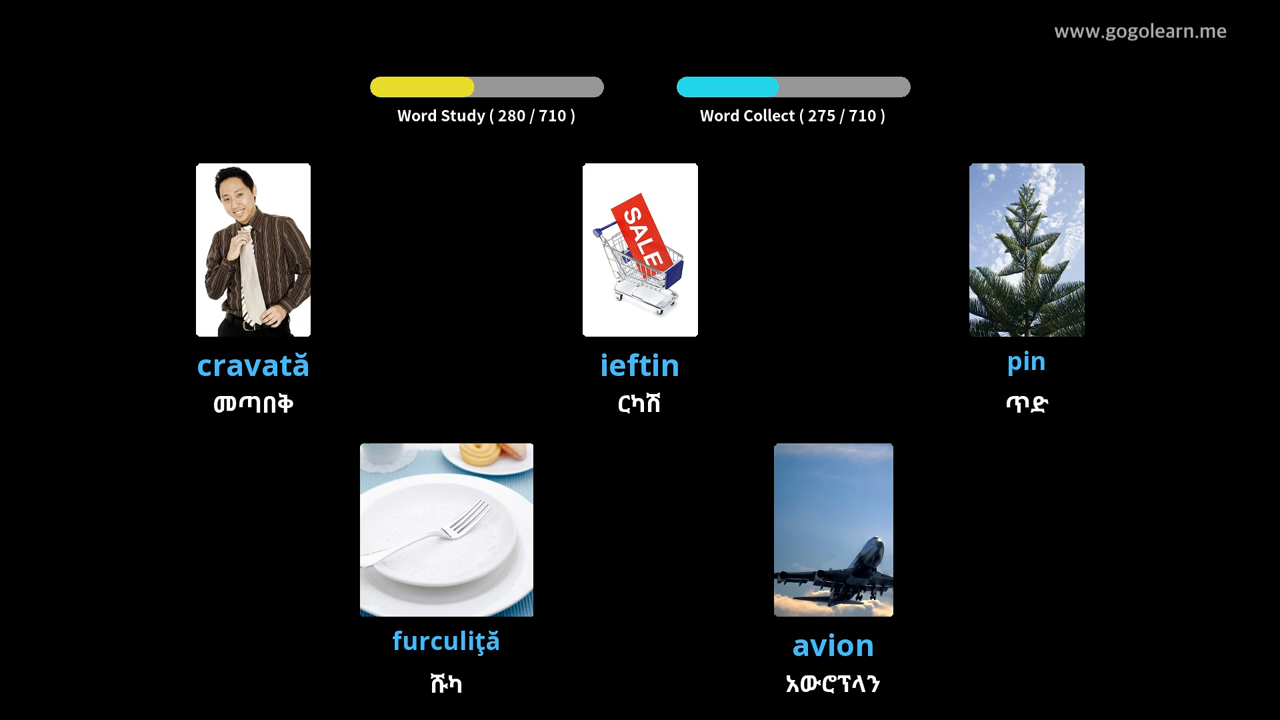 www.gogolearn.me
Word Study ( 280 / 710 )
Word Collect ( 275 / 710 )
SALE
cravată
ieftin
pin
መጣበቅ
ርካሽ
ጥድ
furculiţă
avion
ሹካ
አውሮፕላን